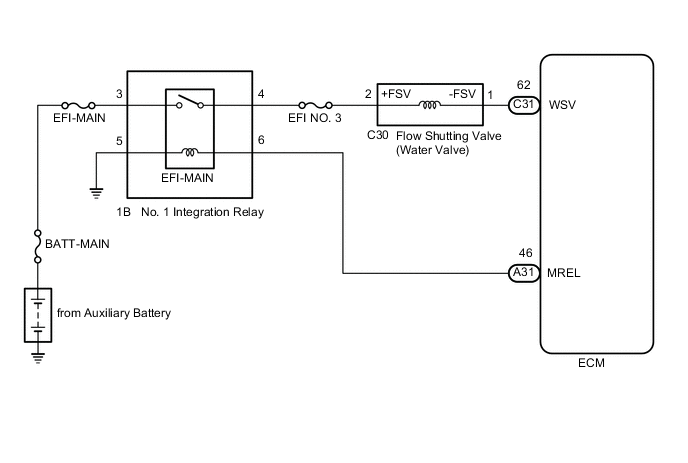 62
3
4
2
+FSV
-FSV
1
C31
WSV
EFI-MAIN
EFI NO. 3
C30
Flow Shutting Valve
(Water Valve)
5
6
EFI-MAIN
1B
No. 1 Integration Relay
BATT-MAIN
46
A31
MREL
from Auxiliary Battery
ECM